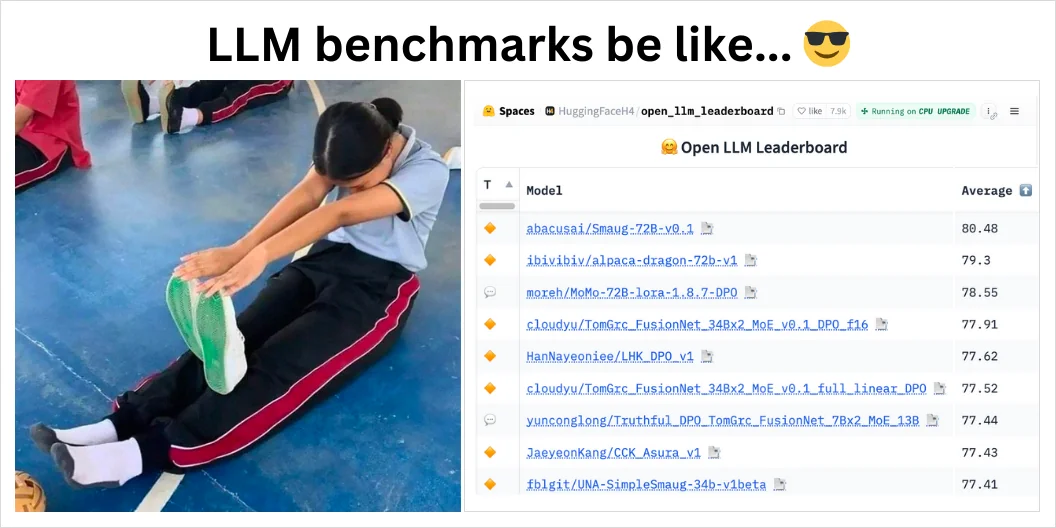 LLM benchmarks be like... 😎
🤗 Spaces HuggingFaceH4/open_llm_leaderboard like 7.9k Running on CPU UPGRADE
🤗 Open LLM Leaderboard
T ▲ Model Average ⬆️
🔶 abacusai/Smaug-72B-v0.1 📑 80.48
🔶 ibivibiv/alpaca-dragon-72b-v1 📑 79.3
💬 moreh/MoMo-72B-lora-1.8.7-DPO 📑 78.55
🔶 cloudyu/TomGrc_FusionNet_34Bx2_MoE_v0.1_DPO_f16 📑 77.91
🔶 HanNayeoniee/LHK_DPO_v1 📑 77.62
🔶 cloudyu/TomGrc_FusionNet_34Bx2_MoE_v0.1_full_linear_DPO 📑 77.52
💬 yunconglong/Truthful_DPO_TomGrc_FusionNet_7Bx2_MoE_13B 📑 77.44
🔶 JaeyeonKang/CCK_Asura_v1 📑 77.43
🔶 fblgit/UNA-SimpleSmaug-34b-v1beta 📑 77.41